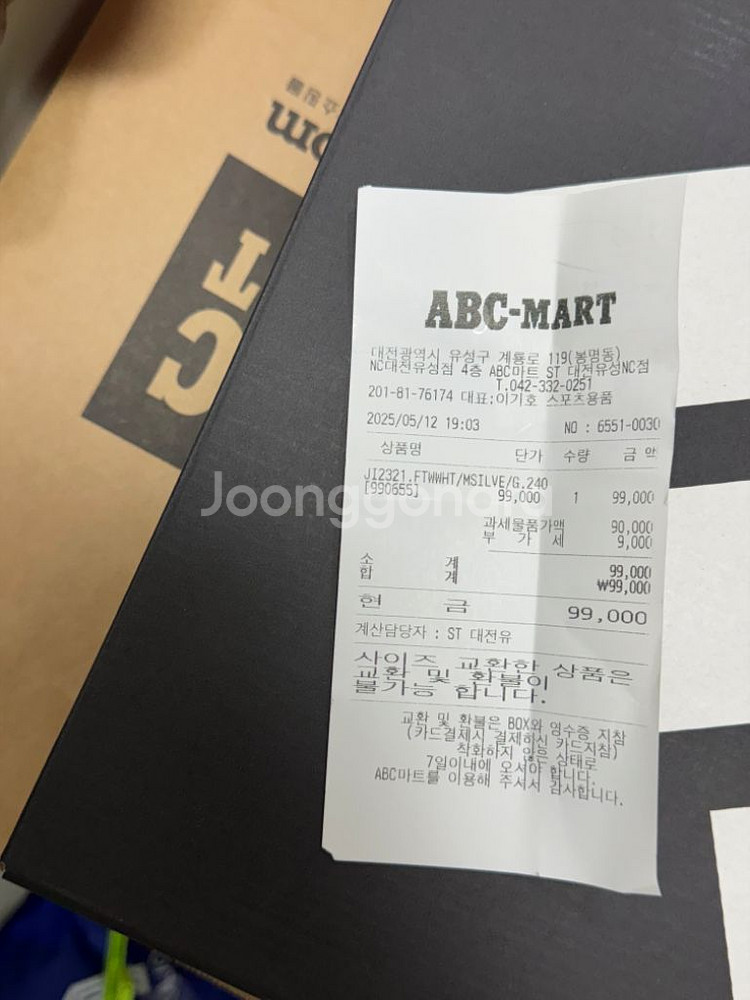 쇼핑몰
om
CT
ABC-MART
대전광역시 유성구 계룡로 119(봉명동)
NC대전유성점 4층 ABC마트 ST 대전유성NC점
T.042-332-0251
201-81-76174 대표:이기호 스포츠용품
2025/05/12 19:03 NO : 6551-0030
상품명 단가 수량 금 액
JI2321.FTWWHT/MSILVE/G.240
[990655] 99,000 1 99,000
Joonggonara
과세물품가액 90,000
부 가 세 9,000
소 계 99,000
합 계 ₩99,000
현 금 99,000
계산담당자 : ST 대전유
사이즈 교환한 상품은
교환 및 환불이
불가능 합니다.
교환 및 환불은 BOX와 영수증 지참
(카드결제시 결제하신 카드지참)
착화하지 않은 상태로
7일이내에 오셔야 합니다.
ABC마트를 이용해 주셔서 감사합니다.